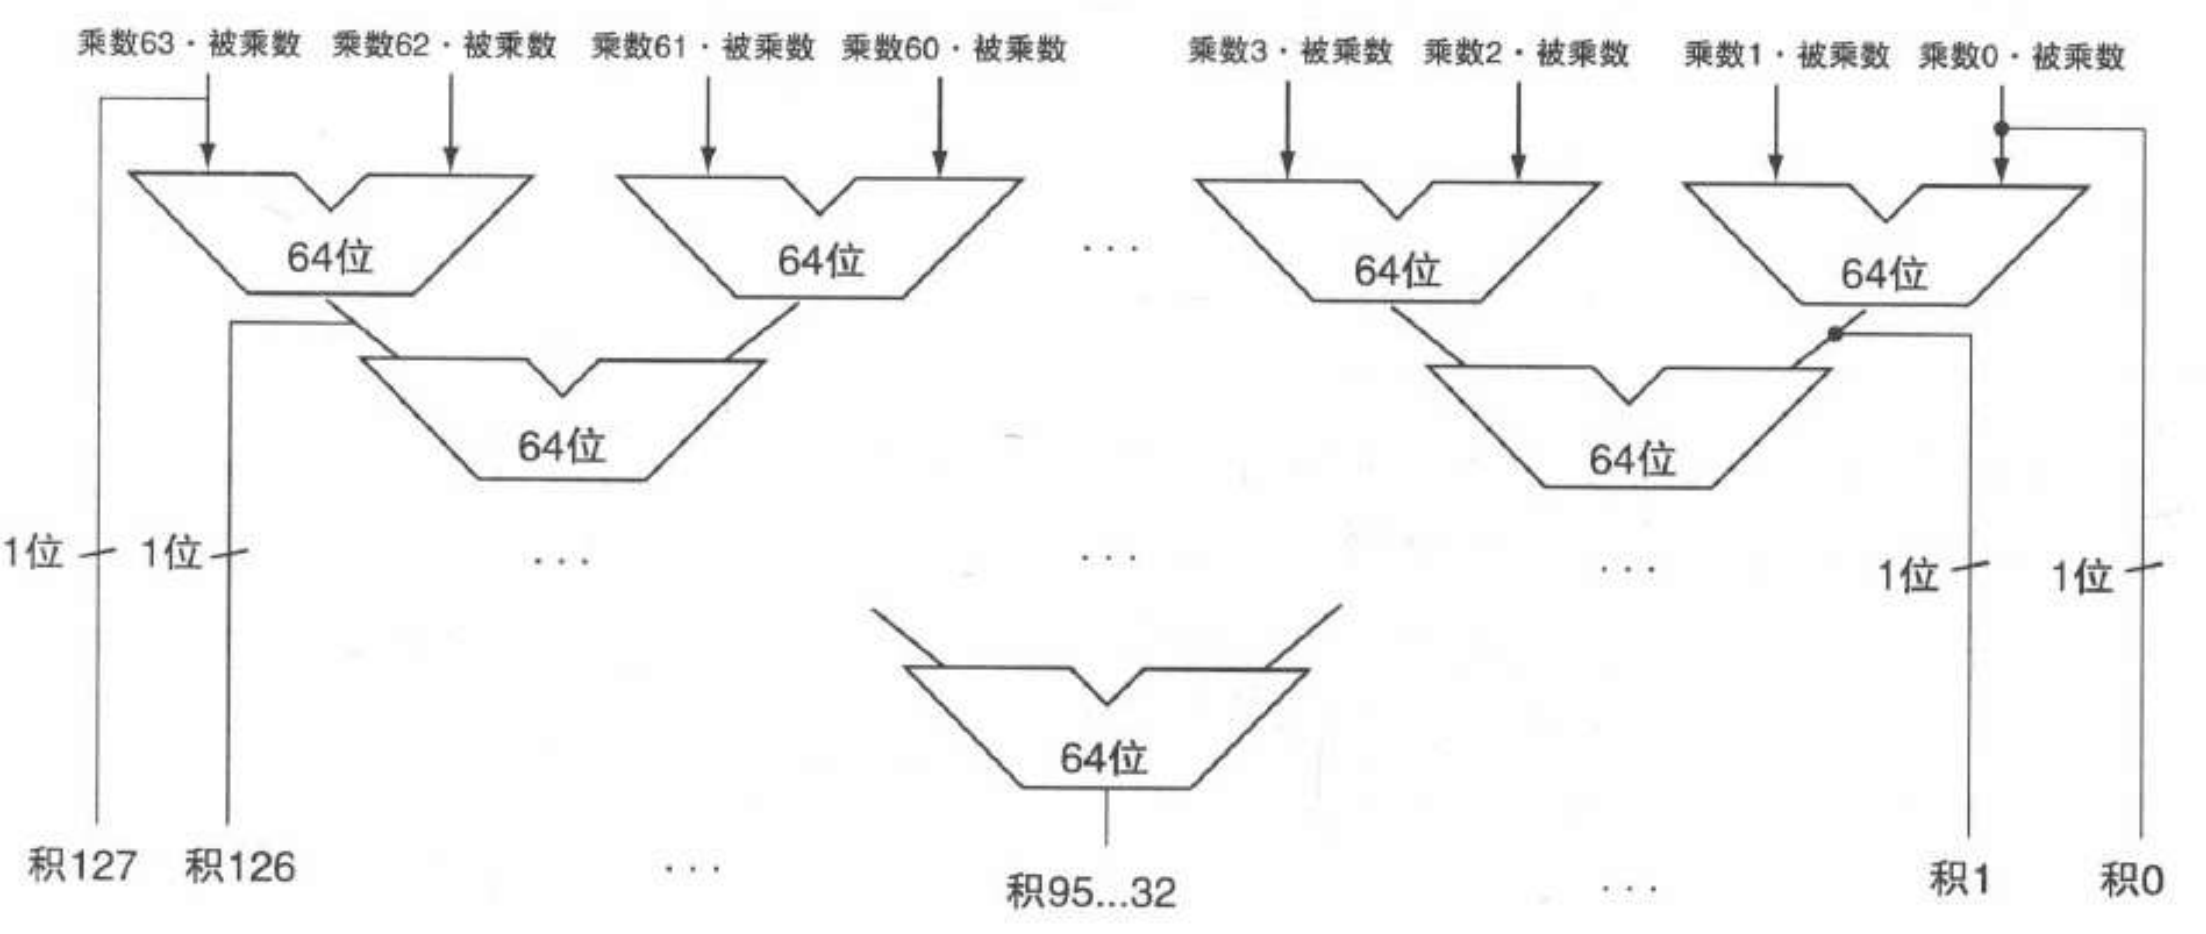 乘数63·被乘数 乘数62·被乘数 乘数61·被乘数 乘数60·被乘数 乘数3·被乘数 乘数2·被乘数 乘数1·被乘数 乘数0·被乘数
64位 64位 ... 64位 64位
64位 64位
1位 1位 ... ... ... 1位 1位
64位
积127 积126 ... 积95...32 ... 积1 积0